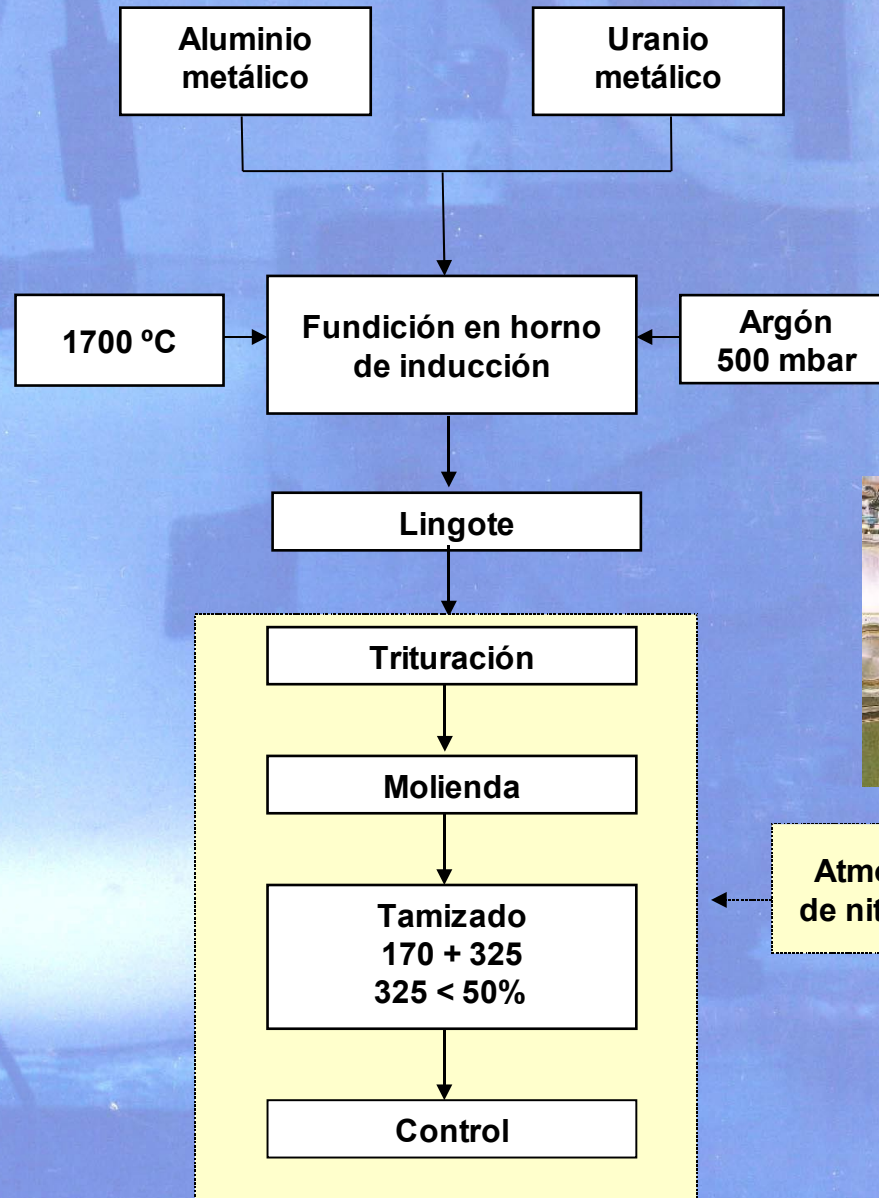 Aluminio
metálico
Uranio
metálico
1700 ºC
Fundición en horno
de inducción
Argón
500 mbar
Lingote
Trituración
Molienda
Tamizado
170 + 325
325 < 50%
Control
de